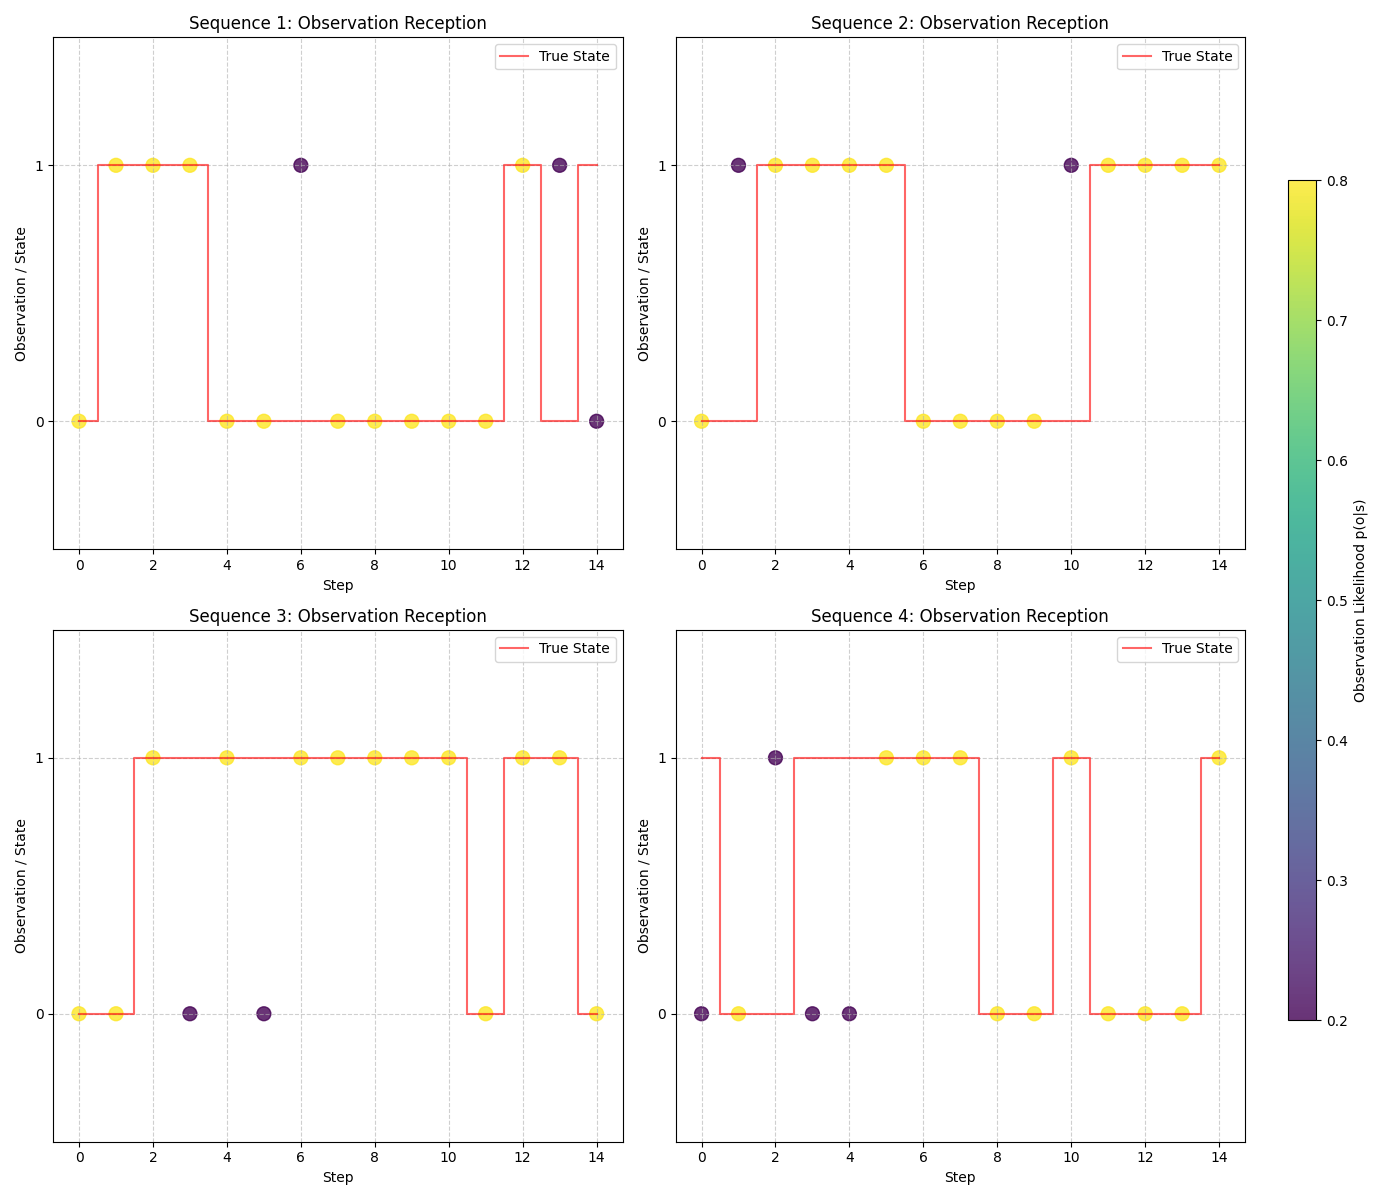 Sequence 1: Observation Reception
True State
1
0
Observation / State
0 2 4 6 8 10 12 14
Step
Sequence 2: Observation Reception
True State
1
0
Observation / State
0 2 4 6 8 10 12 14
Step
Sequence 3: Observation Reception
True State
1
0
Observation / State
0 2 4 6 8 10 12 14
Step
Sequence 4: Observation Reception
True State
1
0
Observation / State
0 2 4 6 8 10 12 14
Step
0.8
0.7
0.6
0.5
0.4
0.3
0.2
Observation Likelihood p(o|s)